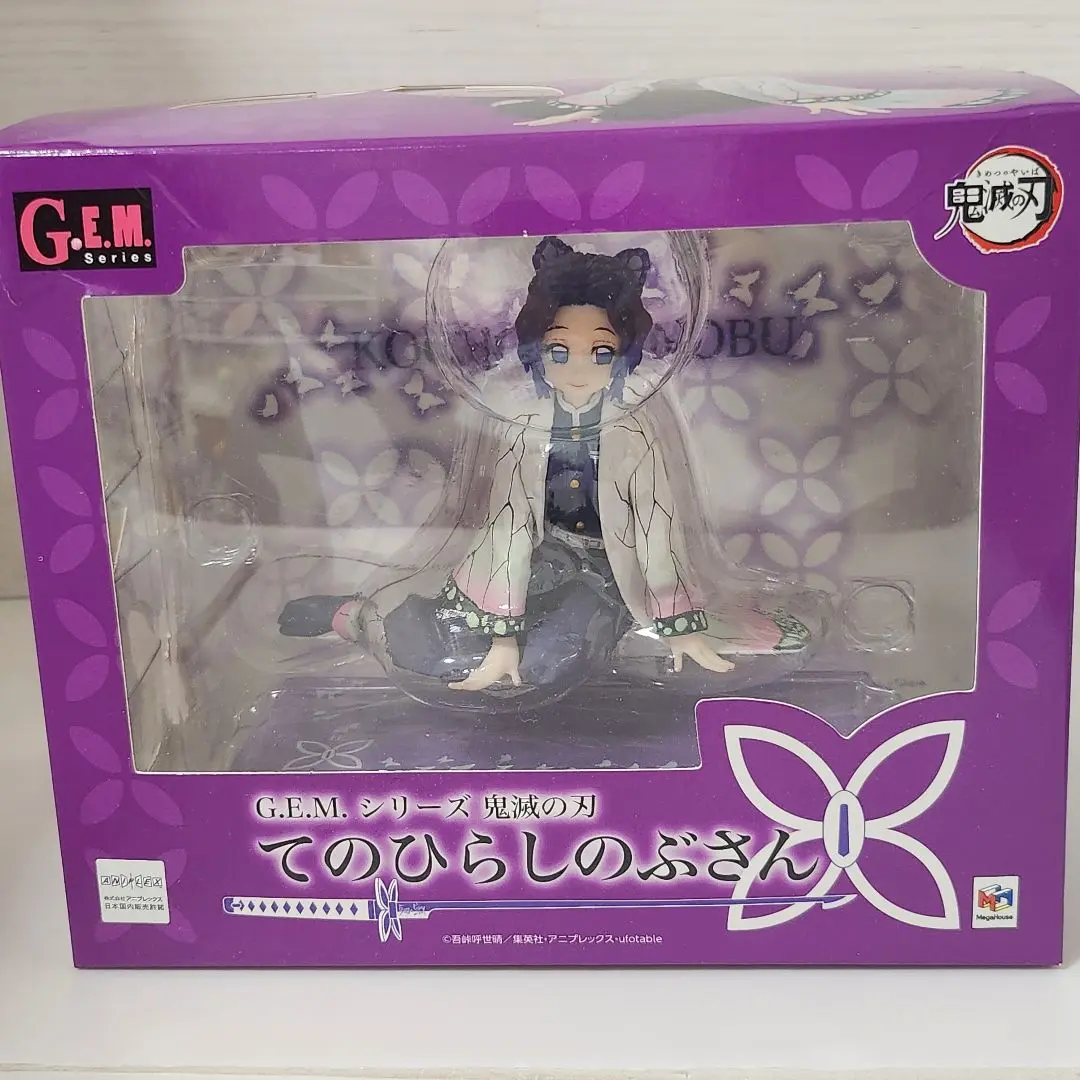 G.E.M.
Series
きめつのやいば
鬼滅の刃
KOCHO SHINOBU
G.E.M. シリーズ 鬼滅の刃
てのひらしのぶさん
ANIPLEX
株式会社アニプレックス
日本国内販売許諾
MegaHouse
©吾峠呼世晴／集英社・アニプレックス・ufotable